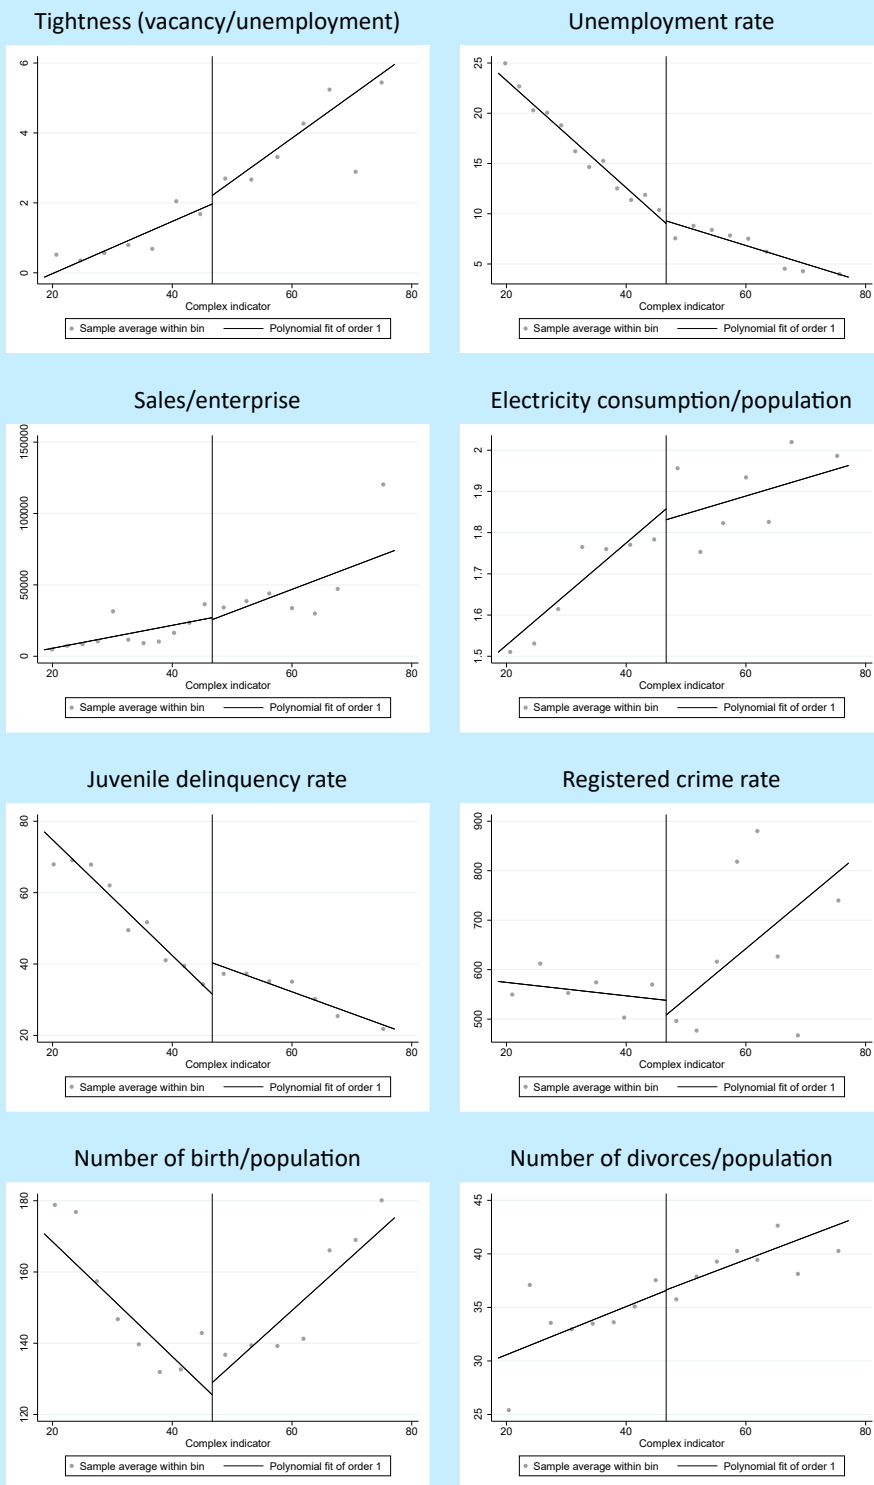 Tightness (vacancy/unemployment)
6
4
2
0
20 40 60 80
Complex indicator
Sample average within bin Polynomial fit of order 1
Unemployment rate
25
20
15
10
5
20 40 60 80
Complex indicator
Sample average within bin Polynomial fit of order 1
Sales/enterprise
150000
100000
50000
0
20 40 60 80
Complex indicator
Sample average within bin Polynomial fit of order 1
Electricity consumption/population
2
1.9
1.8
1.7
1.6
1.5
20 40 60 80
Complex indicator
Sample average within bin Polynomial fit of order 1
Juvenile delinquency rate
80
60
40
20
20 40 60 80
Complex indicator
Sample average within bin Polynomial fit of order 1
Registered crime rate
900
800
700
600
500
20 40 60 80
Complex indicator
Sample average within bin Polynomial fit of order 1
Number of birth/population
180
160
140
120
20 40 60 80
Complex indicator
Sample average within bin Polynomial fit of order 1
Number of divorces/population
45
40
35
30
25
20 40 60 80
Complex indicator
Sample average within bin Polynomial fit of order 1